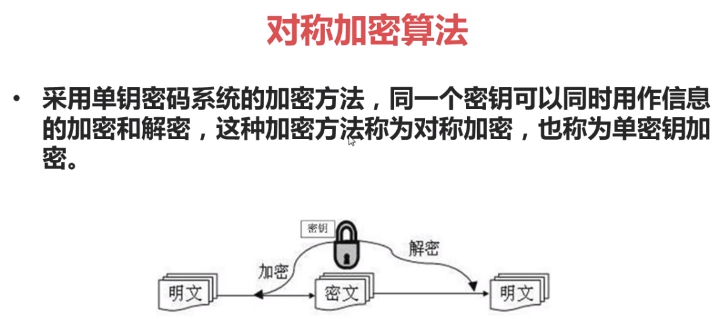 对称加密算法
• 采用单钥密码系统的加密方法，同一个密钥可以同时用作信息
的加密和解密，这种加密方法称为对称加密，也称为单密钥加
密。
密钥
解密
加密
明文
密文
明文